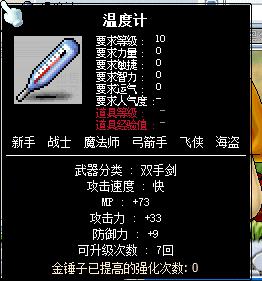 温度计
要求等级: 10
要求力量: 0
要求敏捷: 0
要求智力: 0
要求运气: 0
要求人气度: -
道具等级: -
道具经验值: -
新手 战士 魔法师 弓箭手 飞侠 海盗
武器分类: 双手剑
攻击速度: 快
MP: +73
攻击力: +33
防御力: +9
可升级次数: 7回
金锤子已提高的强化次数: 0